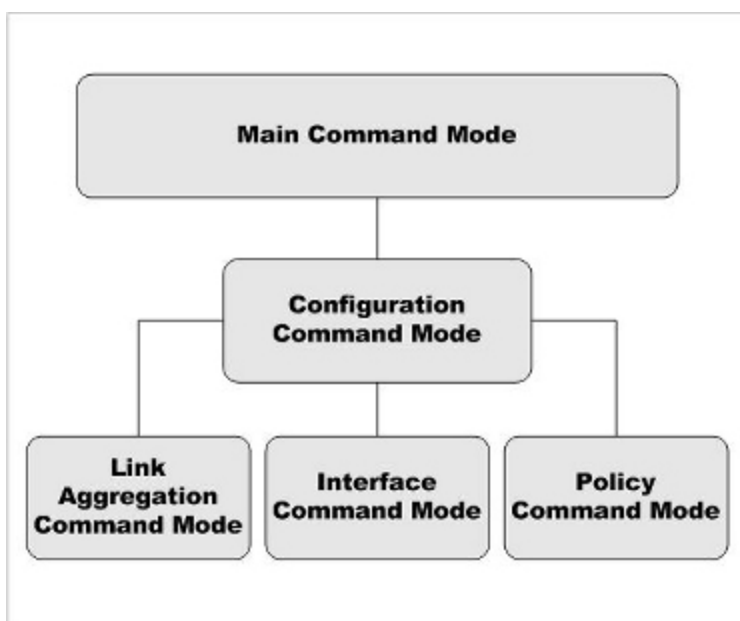 Main Command Mode
Configuration
Command Mode
Link
Aggregation
Command Mode
Interface
Command Mode
Policy
Command Mode